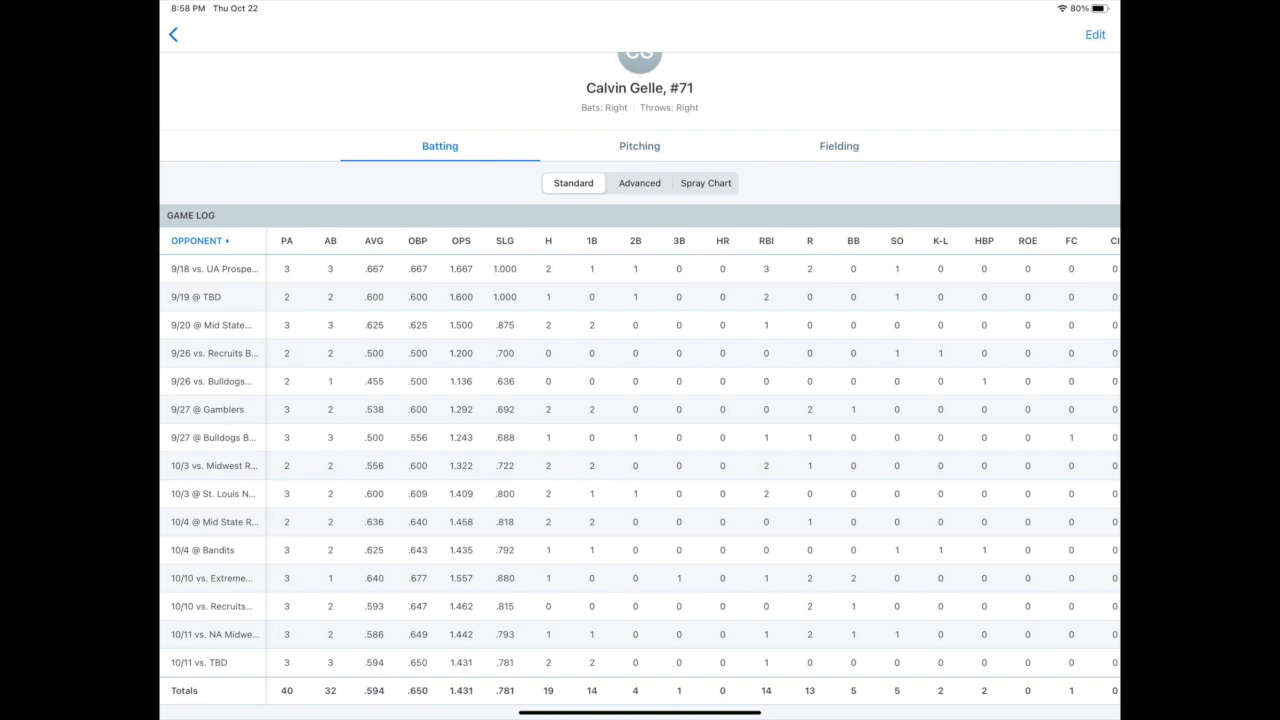 8:58 PM Thu Oct 22 80%
Edit
Calvin Gelle, #71
Bats: Right Throws: Right
Batting Pitching Fielding
Standard Advanced Spray Chart
GAME LOG
OPPONENT PA AB AVG OBP OPS SLG H 1B 2B 3B HR RBI R BB SO K-L HBP ROE FC CI
9/18 vs. UA Prospe... 3 3 .667 .667 1.667 1.000 2 1 1 0 0 3 2 0 1 0 0 0 0 0
9/19 @ TBD 2 2 .600 .600 1.600 1.000 1 0 1 0 0 2 0 0 1 0 0 0 0 0
9/20 @ Mid State... 3 3 .625 .625 1.500 .875 2 2 0 0 0 1 0 0 0 0 0 0 0 0
9/26 vs. Recruits B... 2 2 .500 .500 1.200 .700 0 0 0 0 0 0 0 0 1 1 0 0 0 0
9/26 vs. Bulldogs... 2 1 .455 .500 1.136 .636 0 0 0 0 0 0 0 0 0 0 1 0 0 0
9/27 @ Gamblers 3 2 .538 .600 1.292 .692 2 2 0 0 0 0 2 1 0 0 0 0 0 0
9/27 @ Bulldogs B... 3 3 .500 .556 1.243 .688 1 0 1 0 0 1 1 0 0 0 0 0 1 0
10/3 vs. Midwest R... 2 2 .556 .600 1.322 .722 2 2 0 0 0 2 1 0 0 0 0 0 0 0
10/3 @ St. Louis N... 3 2 .600 .609 1.409 .800 2 1 1 0 0 2 0 0 0 0 0 0 0 0
10/4 @ Mid State R... 2 2 .636 .640 1.458 .818 2 2 0 0 0 0 1 0 0 0 0 0 0 0
10/4 @ Bandits 3 2 .625 .643 1.435 .792 1 1 0 0 0 0 0 0 1 1 1 0 0 0
10/10 vs. Extreme... 3 1 .640 .677 1.557 .880 1 0 0 1 0 1 2 2 0 0 0 0 0 0
10/10 vs. Recruits... 3 2 .593 .647 1.462 .815 0 0 0 0 0 0 2 1 0 0 0 0 0 0
10/11 vs. NA Midwe... 3 2 .586 .649 1.442 .793 1 1 0 0 0 1 2 1 1 0 0 0 0 0
10/11 vs. TBD 3 3 .594 .650 1.431 .781 2 2 0 0 0 1 0 0 0 0 0 0 0 0
Totals 40 32 .594 .650 1.431 .781 19 14 4 1 0 14 13 5 5 2 2 0 1 0